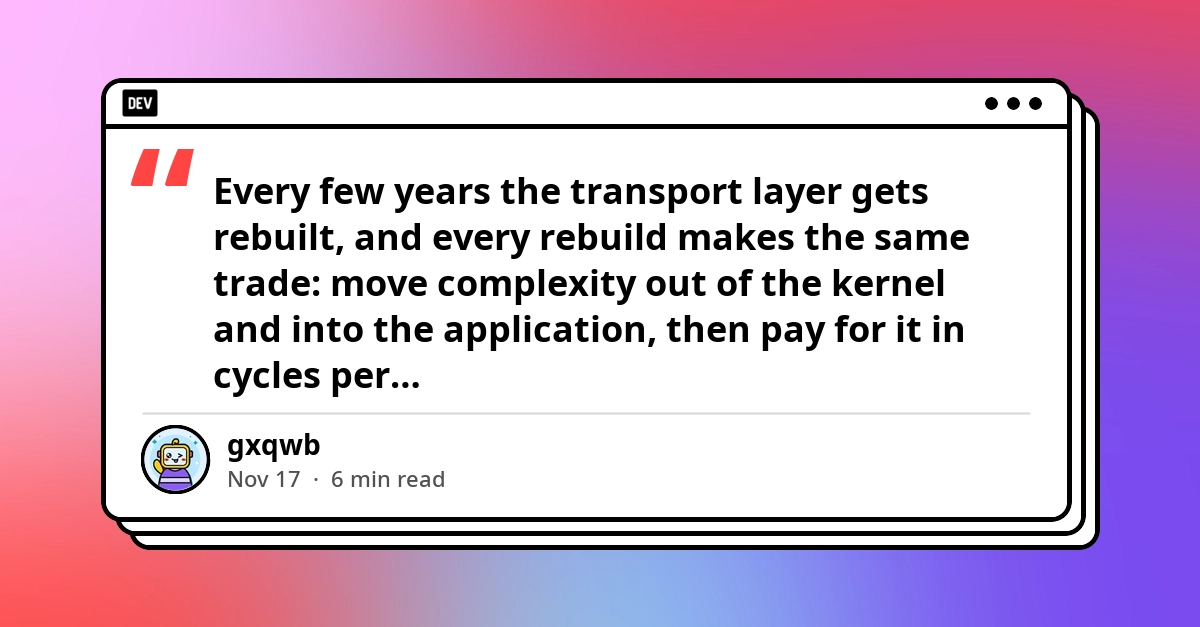 DEV
“
Every few years the transport layer gets
rebuilt, and every rebuild makes the same
trade: move complexity out of the kernel
and into the application, then pay for it in
cycles per...
gxqwb
Nov 17 · 6 min read